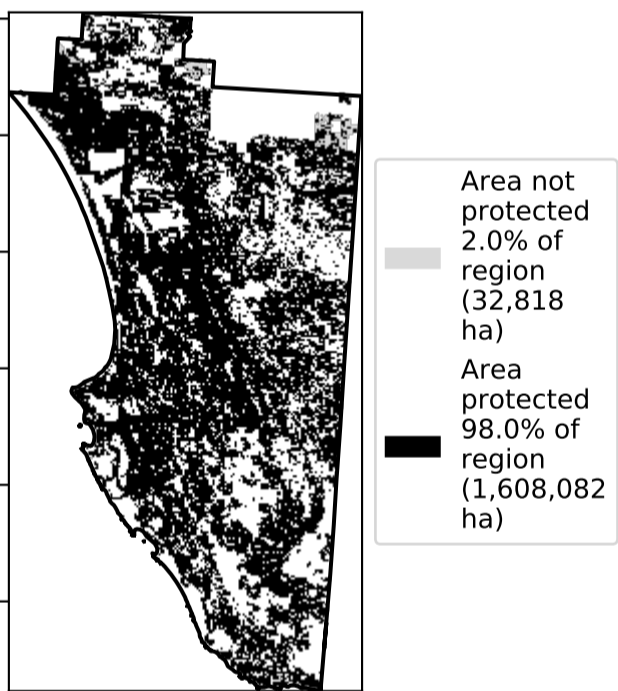 Area not
protected
2.0% of
region
(32,818
ha)
Area
protected
98.0% of
region
(1,608,082
ha)